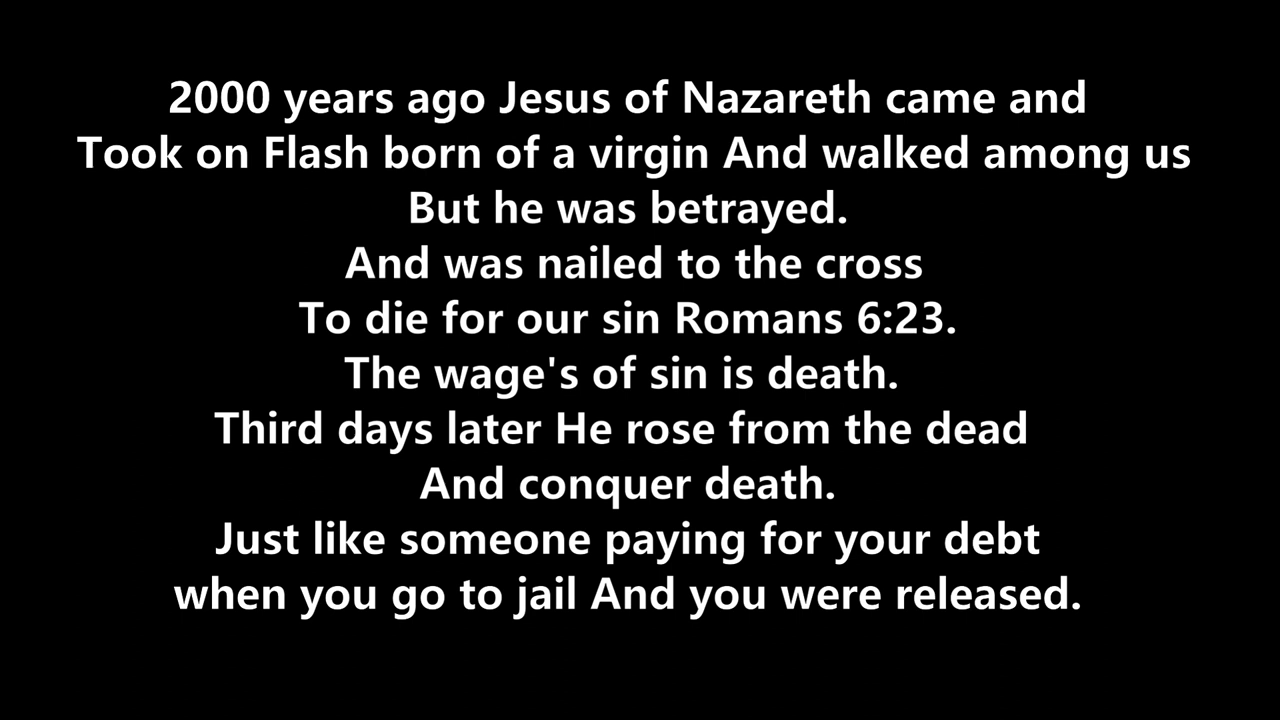 2000 years ago Jesus of Nazareth came and
Took on Flash born of a virgin And walked among us
But he was betrayed.
And was nailed to the cross
To die for our sin Romans 6:23.
The wage's of sin is death.
Third days later He rose from the dead
And conquer death.
Just like someone paying for your debt
when you go to jail And you were released.